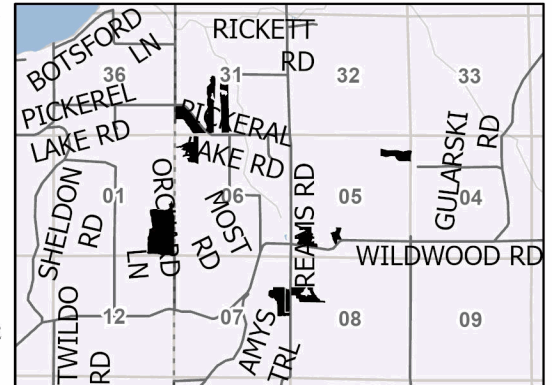 RICKETT
RD
BOTSFORD
LN
36
31
32
33
PICKEREL
LAKE RD
PICKERAL
LAKE RD
GULARSKI
RD
01
06
05
04
SHELDON
RD
ORCHARD
LN
MOST
RD
REAMS RD
WILDWOOD RD
12
07
08
09
TWILDO
RD
AMYS
TRL